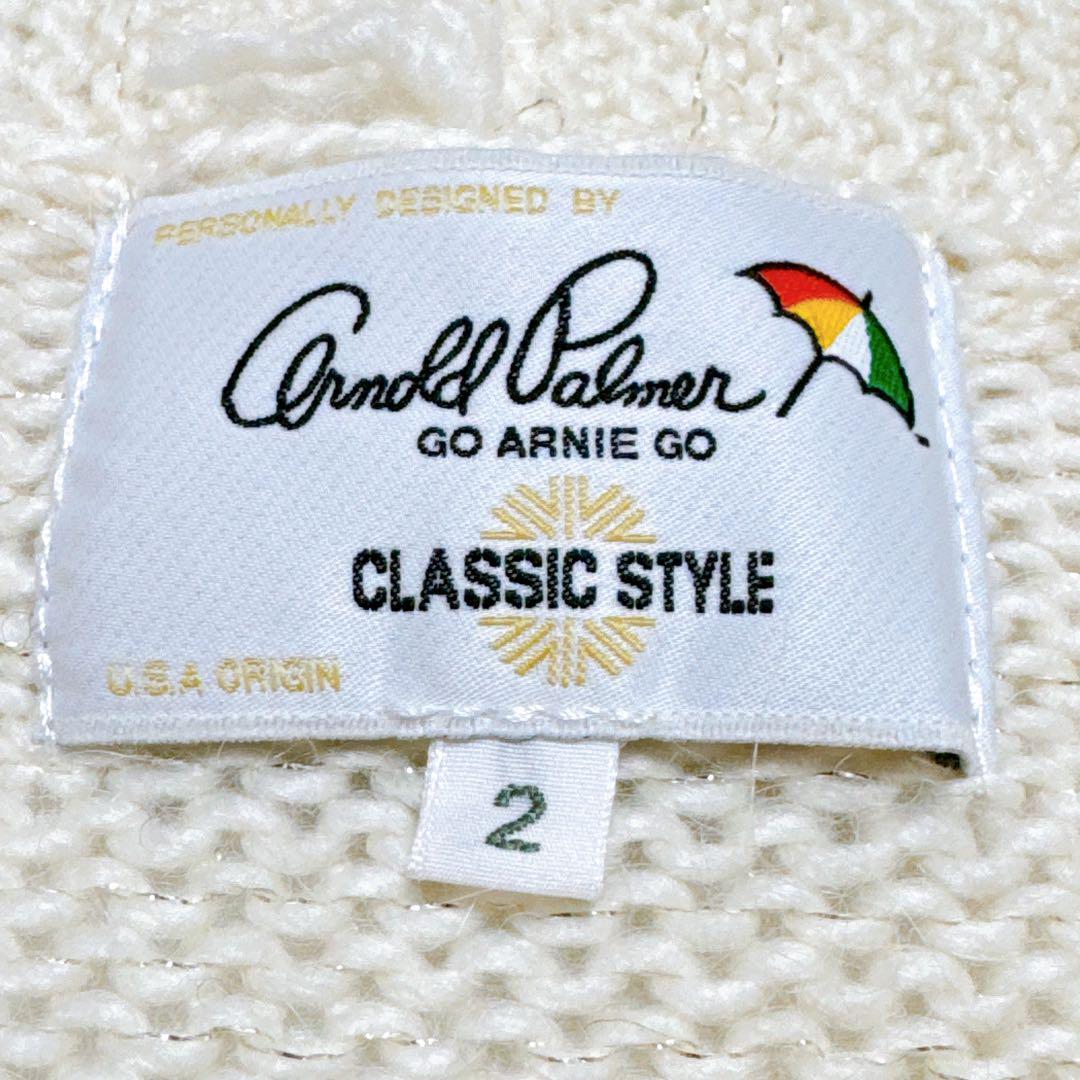 PERSONALLY DESIGNED BY
Arnold Palmer
GO ARNIE GO
CLASSIC STYLE
U.S.A ORIGIN
2